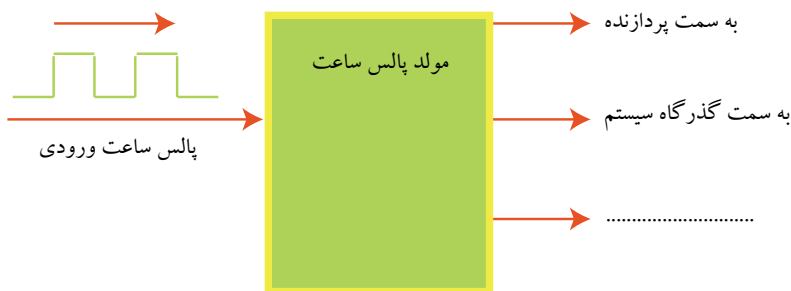 به سمت پردازنده
مولد پالس ساعت
به سمت گذرگاه سیستم
پالس ساعت ورودی
.............................